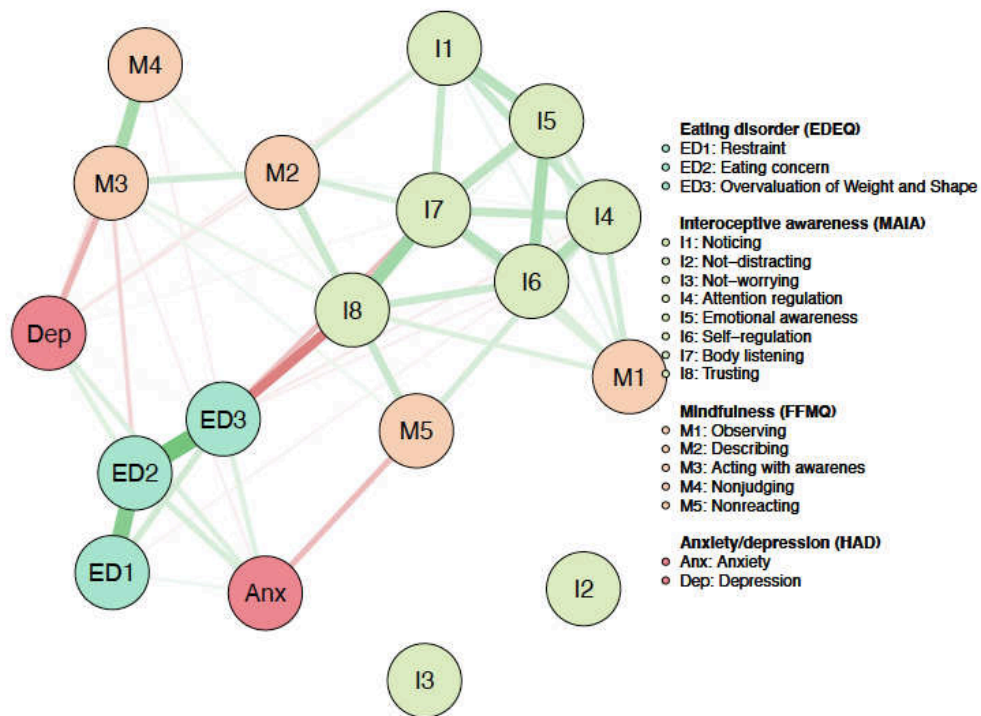 I1
M4
I5
M2
M3
I7
I4
I6
I8
Dep
M1
ED3
M5
ED2
ED1
Anx
I2
I3
Eating disorder (EDEQ)
ED1: Restraint
ED2: Eating concern
ED3: Overvaluation of Weight and Shape
Interoceptive awareness (MAIA)
I1: Noticing
I2: Not−distracting
I3: Not−worrying
I4: Attention regulation
I5: Emotional awareness
I6: Self−regulation
I7: Body listening
I8: Trusting
Mindfulness (FFMQ)
M1: Observing
M2: Describing
M3: Acting with awarenes
M4: Nonjudging
M5: Nonreacting
Anxiety/depression (HAD)
Anx: Anxiety
Dep: Depression